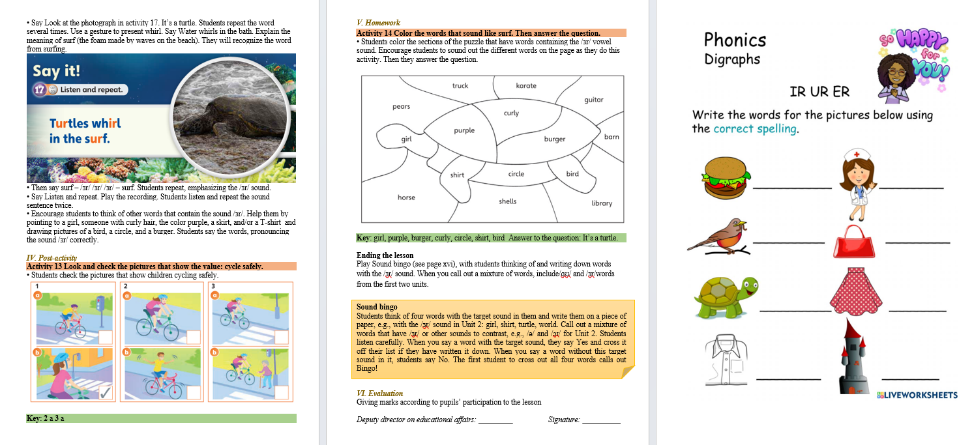 • Say Look at the photograph in activity 17. It's a turtle. Students repeat the word
several times. Use a gesture to present whirl. Say Water whirls in the bath. Explain the
meaning of surf (the foam made by waves on the beach). They will recognize the word
from surfing.
Say it!
17 Listen and repeat.
Turtles whirl
in the surf.
• Then say surf – /ɜr/ /ɜr/ /ɜr/ – surf. Students repeat, emphasizing the /ɜr/ sound.
• Say Listen and repeat. Play the recording. Students listen and repeat the sound
sentence twice.
• Encourage students to think of other words that contain the sound /ɜr/. Help them by
pointing to a girl, someone with curly hair, the color purple, a skirt, and/or a T-shirt and
drawing pictures of a bird, a circle, and a burger. Students say the words, pronouncing
the sound /ɜr/ correctly.
IV. Post-activity
Activity 13 Look and check the pictures that show the value: cycle safely.
• Students check the pictures that show children cycling safely.
1
2
3
a
a
a
b
b
b
Key: 2 a 3 a
V. Homework
Activity 14 Color the words that sound like surf. Then answer the question.
• Students color the sections of the puzzle that have words containing the /ɜr/ vowel
sound. Encourage students to sound out the different words on the page as they do this
activity. Then they answer the question.
truck
karate
pears
curly
guitar
girl
purple
burger
barn
shirt
circle
bird
horse
shells
library
Key: girl, purple, burger, curly, circle, shirt, bird Answer to the question: It's a turtle.
Ending the lesson
Play Sound bingo (see page xvi), with students thinking of and writing down words
with the /ɜr/ sound. When you call out a mixture of words, include /ɑr/ and /ɔr/ words
from the first two units.
Sound bingo
Students think of four words with the target sound in them and write them on a piece of
paper, e.g., with the /ɜr/ sound in Unit 2: girl, shirt, turtle, world. Call out a mixture of
words that have /ɜr/ or other sounds to contrast, e.g., /ɑ/ and /ɔr/ for Unit 2. Students
listen carefully. When you say a word with the target sound, they say Yes and cross it
off their list if they have written it down. When you say a word without this target
sound in it, students say No. The first student to cross out all four words calls out
Bingo!
VI. Evaluation
Giving marks according to pupils' participation to the lesson
Deputy director on educational affairs: ________ Signature: ________
Phonics
Digraphs
SO HAPPY
for
YOU!
IR UR ER
Write the words for the pictures below using
the correct spelling.
LIVEWORKSHEETS